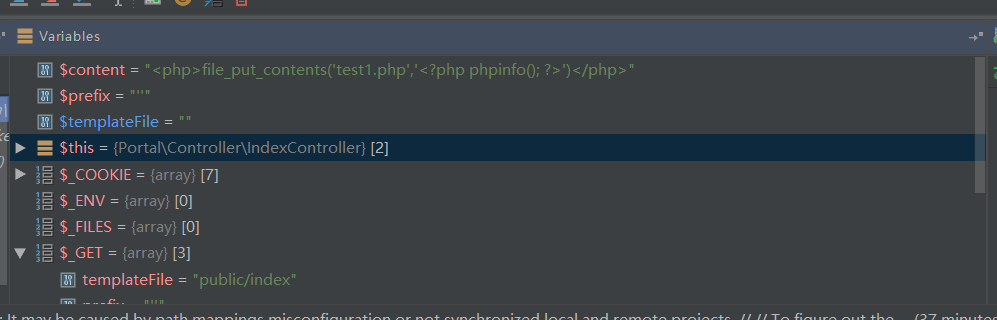 Variables
$content = "<php>file_put_contents('test1.php','<?php phpinfo(); ?>')</php>"
$prefix = "''"
$templateFile = ""
$this = {Portal\Controller\IndexController} [2]
$_COOKIE = {array} [7]
$_ENV = {array} [0]
$_FILES = {array} [0]
$_GET = {array} [3]
templateFile = "public/index"
prefix = "''"
: It may be caused by path mappings misconfiguration or not synchronized local and remote projects. // // To figure out the ... (37 minutes